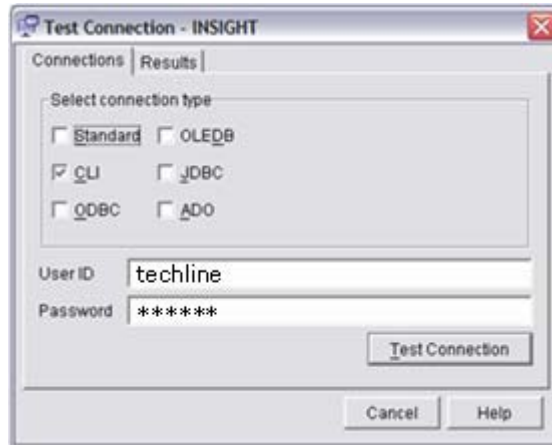 Test Connection - INSIGHT
Connections Results
Select connection type
Standard OLEDB
CLI JDBC
ODBC ADO
User ID techline
Password ******
Test Connection
Cancel Help